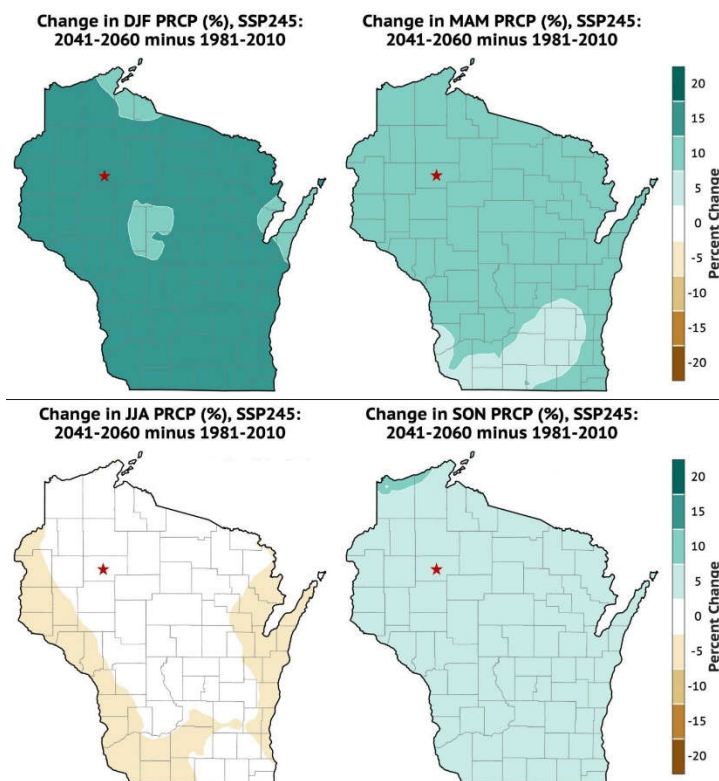 Change in DJF PRCP (%), SSP245:
2041-2060 minus 1981-2010
Change in MAM PRCP (%), SSP245:
2041-2060 minus 1981-2010
20
15
10
5
0
-5
-10
-15
-20
Percent Change
Change in JJA PRCP (%), SSP245:
2041-2060 minus 1981-2010
Change in SON PRCP (%), SSP245:
2041-2060 minus 1981-2010
20
15
10
5
0
-5
-10
-15
-20
Percent Change